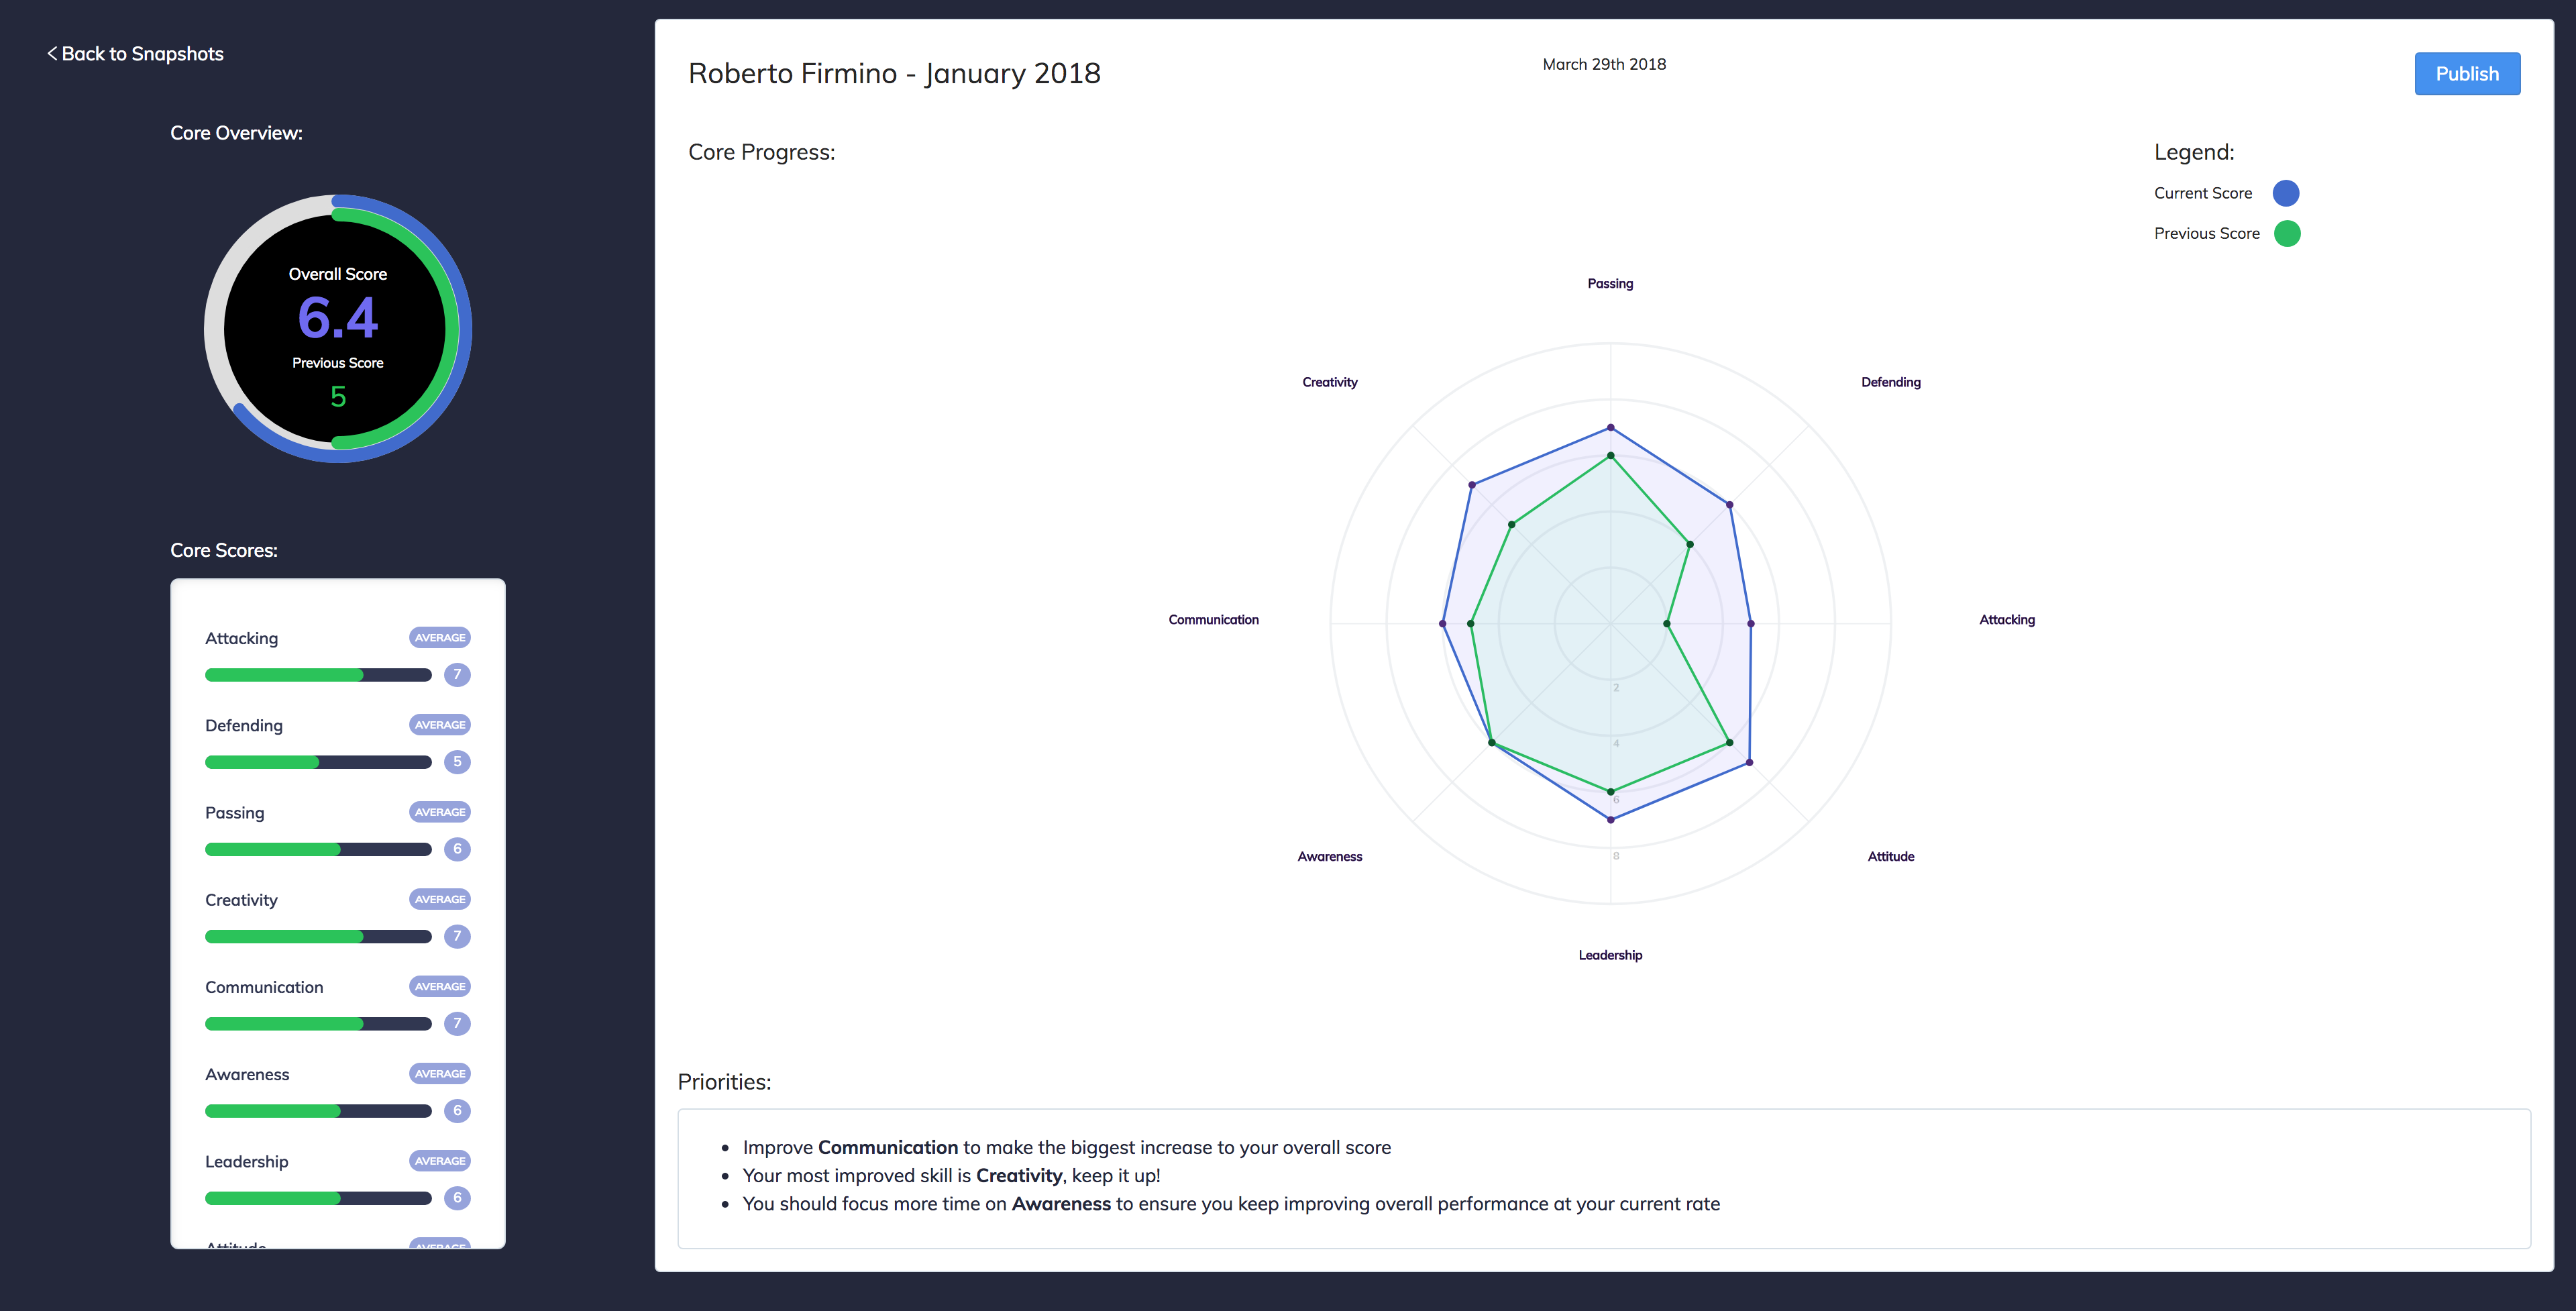 Back to Snapshots
Core Overview:
Overall Score
6.4
Previous Score
5
Core Scores:
Attacking AVERAGE
7
Defending AVERAGE
5
Passing AVERAGE
6
Creativity AVERAGE
7
Communication AVERAGE
7
Awareness AVERAGE
6
Leadership AVERAGE
6
Attitude AVERAGE
Roberto Firmino - January 2018
March 29th 2018
Publish
Core Progress:
Legend:
Current Score
Previous Score
Passing
Creativity
Defending
Communication
Attacking
2
4
6
8
Awareness
Attitude
Leadership
Priorities:
• Improve Communication to make the biggest increase to your overall score
• Your most improved skill is Creativity, keep it up!
• You should focus more time on Awareness to ensure you keep improving overall performance at your current rate